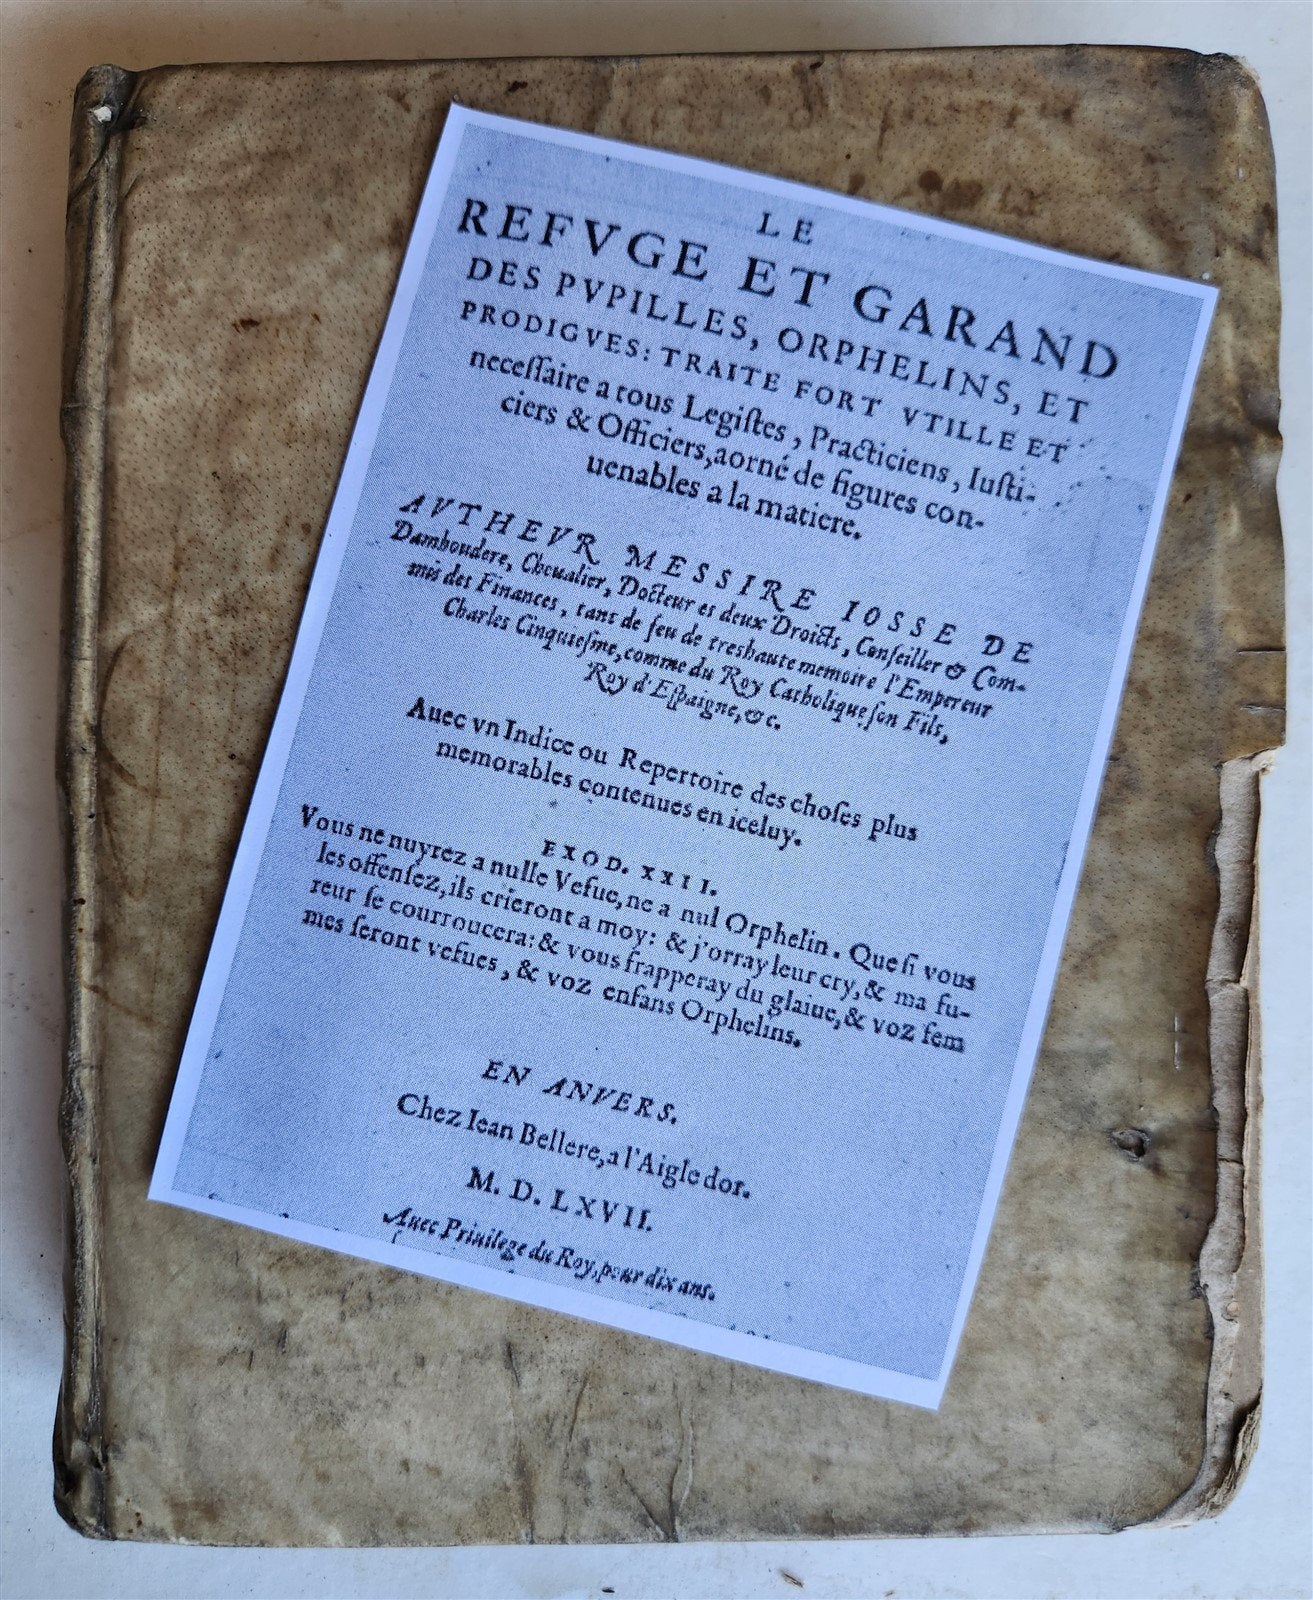 LE
REFVGE ET GARAND
DES PVPILLES, ORPHELINS, ET
PRODIGVES: TRAITE FORT VTILLE ET
neceſſaire a tous Legiſtes, Practiciens, Iuſti-
ciers & Officiers, aorné de figures con-
uenables a la matiere.
AVTHEVR MESSIRE IOSSE DE
Damhoudere, Cheualier, Docteur es deux Droicts, Conſeiller & Com-
mis des Finances, tant de feu de treshaute memoire l'Empereur
Charles Cinquieſme, comme du Roy Catholique ſon Fils,
Roy d'Eſpaigne, &c.
Auec vn Indice ou Repertoire des choſes plus
memorables contenues en iceluy.
EXOD. XXII.
Vous ne nuyrez a nulle Vefue, ne a nul Orphelin. Que ſi vous
les offenſez, ils crieront a moy: & j'orray leur cry, & ma fu-
reur ſe courroucera: & vous frapperay du glaiue, & voz fem
mes ſeront vefues, & voz enfans Orphelins.
EN ANVERS.
Chez Iean Bellere, a l'Aigle dor.
M. D. LXVII.
Auec Priuilege du Roy, pour dix ans.